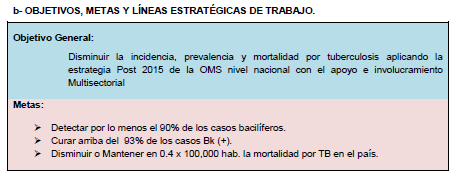 b- OBJETIVOS, METAS Y LÍNEAS ESTRATÉGICAS DE TRABAJO.
Objetivo General:
Disminuir la incidencia, prevalencia y mortalidad por tuberculosis aplicando la
estrategia Post 2015 de la OMS nivel nacional con el apoyo e involucramiento
Multisectorial
Metas:
➤ Detectar por lo menos el 90% de los casos bacilíferos.
➤ Curar arriba del 93% de los casos Bk (+).
➤ Disminuir o Mantener en 0.4 x 100,000 hab. la mortalidad por TB en el país.